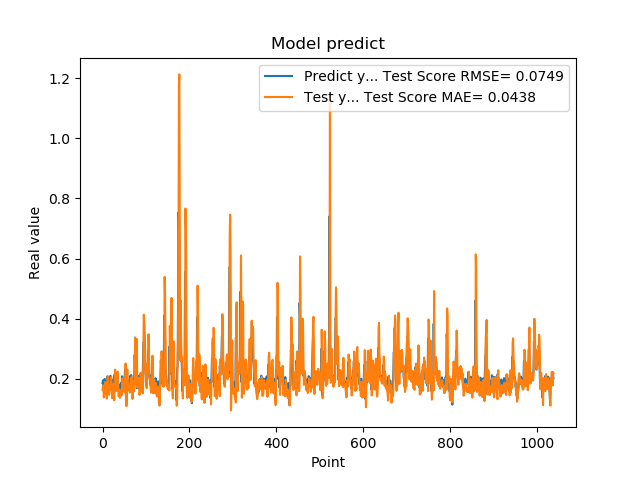 Model predict
Predict y... Test Score RMSE= 0.0749
Test y... Test Score MAE= 0.0438
1.2
1.0
0.8
0.6
0.4
0.2
Real value
0
200
400
600
800
1000
Point